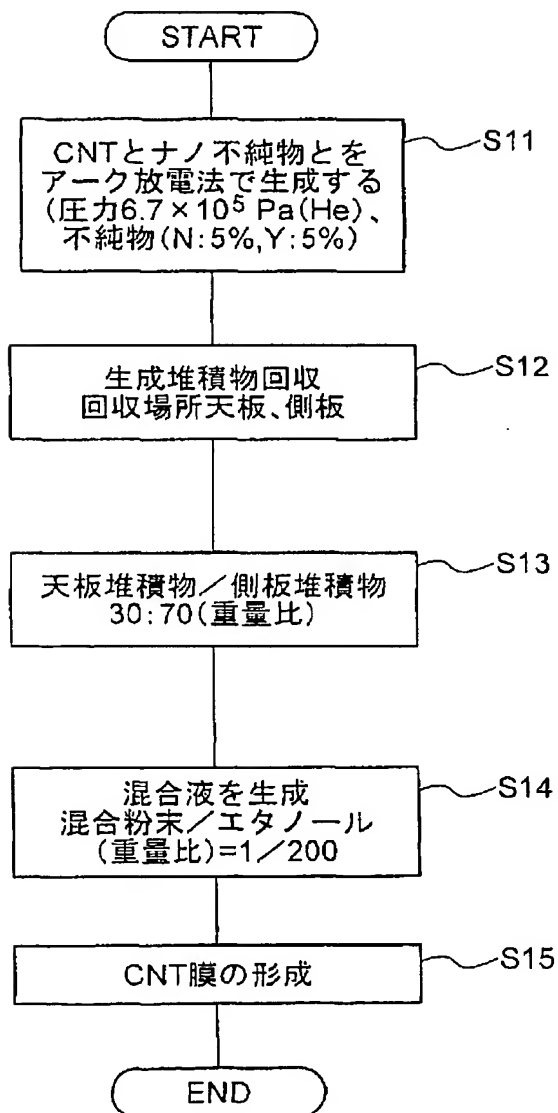 START
CNTとナノ不純物とを
アーク放電法で生成する
(圧力6.7×10⁵ Pa(He)、
不純物(N:5%,Y:5%)
S11
生成堆積物回収
回収場所天板、側板
S12
天板堆積物／側板堆積物
30:70(重量比)
S13
混合液を生成
混合粉末／エタノール
(重量比)=1／200
S14
CNT膜の形成
S15
END